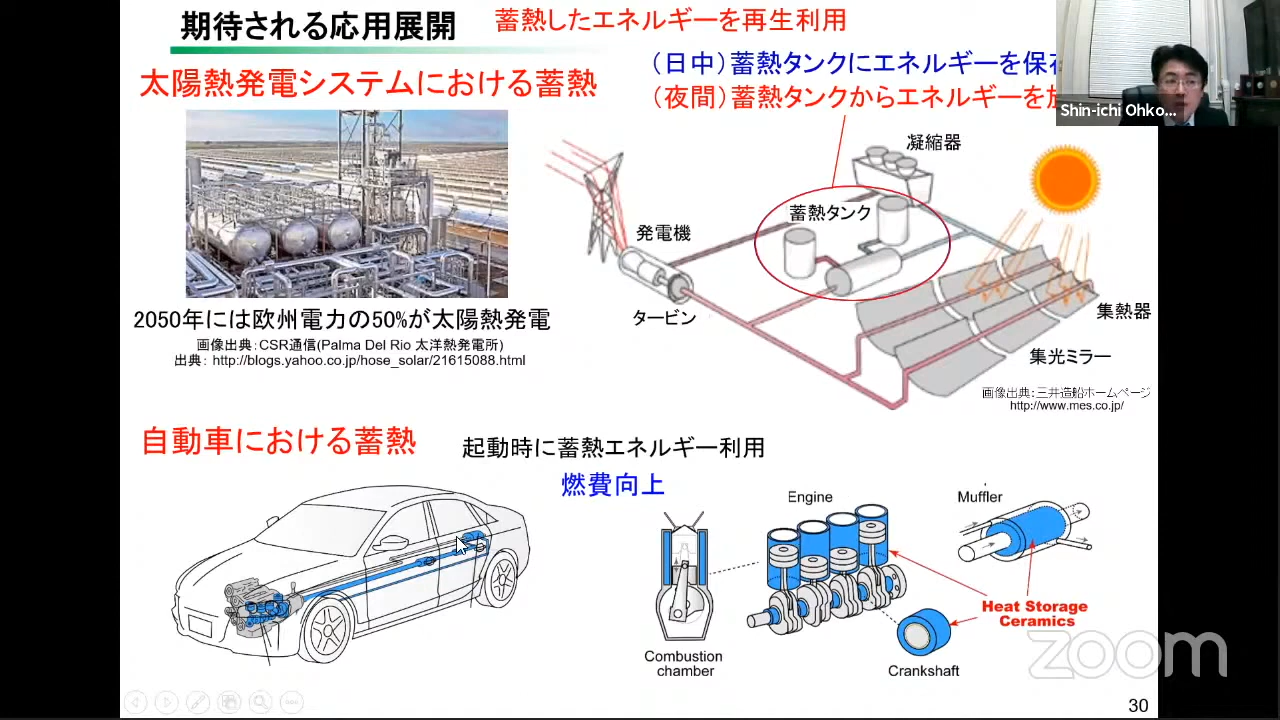 期待される応用展開
蓄熱したエネルギーを再生利用
太陽熱発電システムにおける蓄熱
（日中）蓄熱タンクにエネルギーを保存
（夜間）蓄熱タンクからエネルギーを
Shin-ichi Ohko...
凝縮器
蓄熱タンク
発電機
タービン
集熱器
集光ミラー
2050年には欧州電力の50%が太陽熱発電
画像出典：CSR通信(Palma Del Rio 太洋熱発電所)
出典： http://blogs.yahoo.co.jp/hose_solar/21615088.html
画像出典：三井造船ホームページ
http://www.mes.co.jp/
自動車における蓄熱
起動時に蓄熱エネルギー利用
燃費向上
Engine
Muffler
Heat Storage
Ceramics
Combustion
chamber
Crankshaft
zoom
30